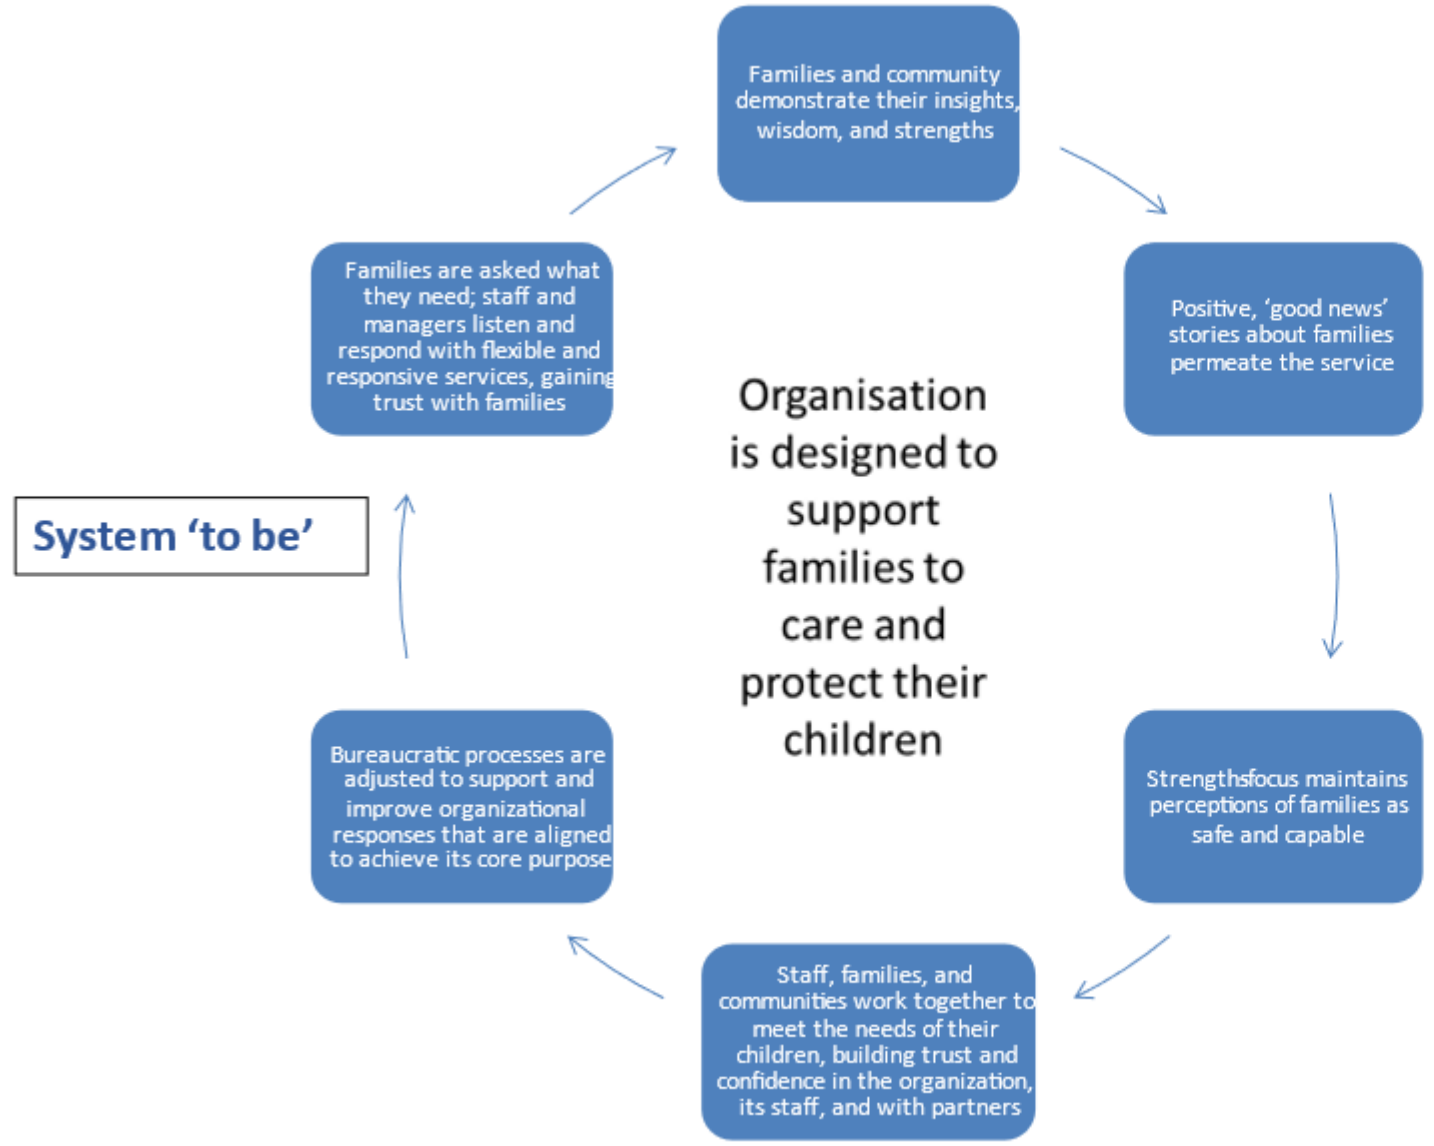 Families and community
demonstrate their insights,
wisdom, and strengths
Positive, ‘good news’
stories about families
permeate the service
Strengthsfocus maintains
perceptions of families as
safe and capable
Staff, families, and
communities work together to
meet the needs of their
children, building trust and
confidence in the organization,
its staff, and with partners
Bureaucratic processes are
adjusted to support and
improve organizational
responses that are aligned
to achieve its core purpose
Families are asked what
they need; staff and
managers listen and
respond with flexible and
responsive services, gaining
trust with families
Organisation
is designed to
support
families to
care and
protect their
children
System ‘to be’